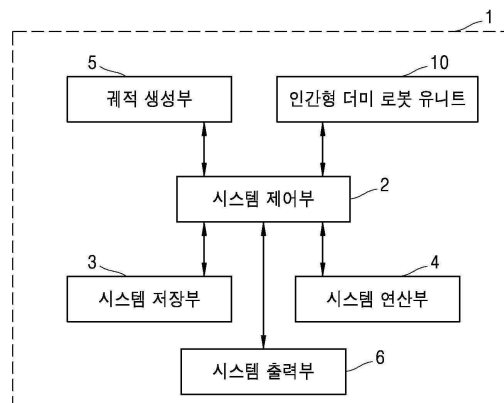 1
5
10
궤적 생성부
인간형 더미 로봇 유니트
2
시스템 제어부
3
4
시스템 저장부
시스템 연산부
6
시스템 출력부